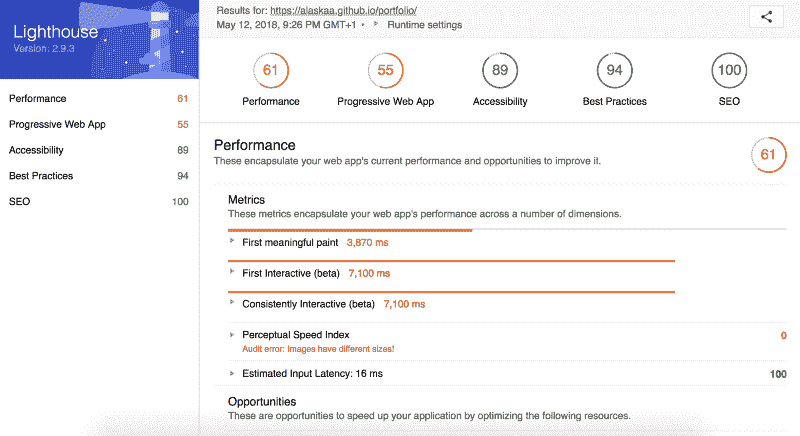 Lighthouse
Version: 2.9.3
Performance 61
Progressive Web App 55
Accessibility 89
Best Practices 94
SEO 100
Results for: https://alaskaa.github.io/portfolio/
May 12, 2018, 9:26 PM GMT+1 • Runtime settings
61 55 89 94 100
Performance Progressive Web App Accessibility Best Practices SEO
Performance
These encapsulate your web app's current performance and opportunities to improve it.
61
Metrics
These metrics encapsulate your web app's performance across a number of dimensions.
First meaningful paint 3,870 ms
First Interactive (beta) 7,100 ms
Consistently Interactive (beta) 7,100 ms
Perceptual Speed Index 0
Audit error: Images have different sizes!
Estimated Input Latency: 16 ms 100
Opportunities
These are opportunities to speed up your application by optimizing the following resources.